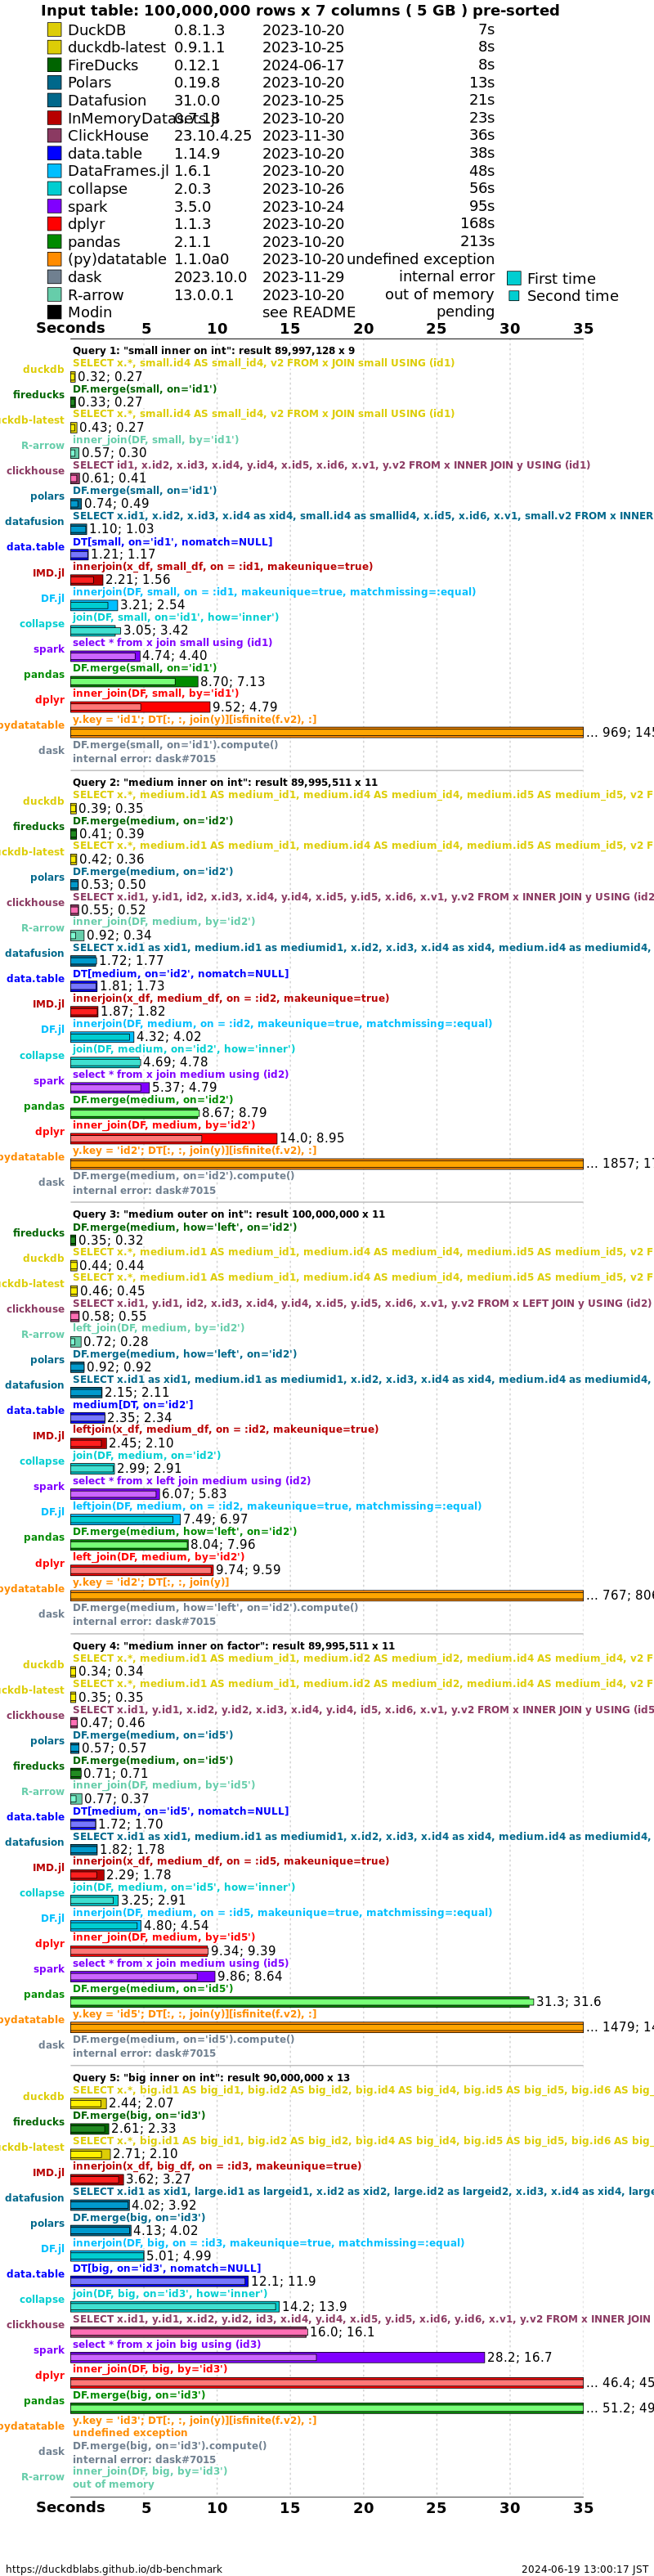 Input table: 100,000,000 rows x 7 columns ( 5 GB ) pre-sorted
DuckDB 0.8.1.3 2023-10-20 7s
duckdb-latest 0.9.1.1 2023-10-25 8s
FireDucks 0.12.1 2024-06-17 8s
Polars 0.19.8 2023-10-20 13s
Datafusion 31.0.0 2023-10-25 21s
InMemoryDatasets.jl 0.7.18 2023-10-20 23s
ClickHouse 23.10.4.25 2023-11-30 36s
data.table 1.14.9 2023-10-20 38s
DataFrames.jl 1.6.1 2023-10-20 48s
collapse 2.0.3 2023-10-26 56s
spark 3.5.0 2023-10-24 95s
dplyr 1.1.3 2023-10-20 168s
pandas 2.1.1 2023-10-20 213s
(py)datatable 1.1.0a0 2023-10-20 undefined exception
dask 2023.10.0 2023-11-29 internal error
R-arrow 13.0.0.1 2023-10-20 out of memory
Modin see README pending
First time
Second time
Seconds 5 10 15 20 25 30 35
Query 1: "small inner on int": result 89,997,128 x 9
SELECT x.*, small.id4 AS small_id4, v2 FROM x JOIN small USING (id1)
duckdb 0.32; 0.27
DF.merge(small, on='id1')
fireducks 0.33; 0.27
SELECT x.*, small.id4 AS small_id4, v2 FROM x JOIN small USING (id1)
uckdb-latest 0.43; 0.27
inner_join(DF, small, by='id1')
R-arrow 0.57; 0.30
SELECT id1, x.id2, x.id3, x.id4, y.id4, x.id5, x.id6, x.v1, y.v2 FROM x INNER JOIN y USING (id1)
clickhouse 0.61; 0.41
DF.merge(small, on='id1')
polars 0.74; 0.49
SELECT x.id1, x.id2, x.id3, x.id4 as xid4, small.id4 as smallid4, x.id5, x.id6, x.v1, small.v2 FROM x INNER
datafusion 1.10; 1.03
DT[small, on='id1', nomatch=NULL]
data.table 1.21; 1.17
innerjoin(x_df, small_df, on = :id1, makeunique=true)
IMD.jl 2.21; 1.56
innerjoin(DF, small, on = :id1, makeunique=true, matchmissing=:equal)
DF.jl 3.21; 2.54
join(DF, small, on='id1', how='inner')
collapse 3.05; 3.42
select * from x join small using (id1)
spark 4.74; 4.40
DF.merge(small, on='id1')
pandas 8.70; 7.13
inner_join(DF, small, by='id1')
dplyr 9.52; 4.79
y.key = 'id1'; DT[:, :, join(y)][isfinite(f.v2), :]
pydatatable ... 969; 145
DF.merge(small, on='id1').compute()
dask
internal error: dask#7015
Query 2: "medium inner on int": result 89,995,511 x 11
SELECT x.*, medium.id1 AS medium_id1, medium.id4 AS medium_id4, medium.id5 AS medium_id5, v2 F
duckdb 0.39; 0.35
DF.merge(medium, on='id2')
fireducks 0.41; 0.39
SELECT x.*, medium.id1 AS medium_id1, medium.id4 AS medium_id4, medium.id5 AS medium_id5, v2 F
uckdb-latest 0.42; 0.36
DF.merge(medium, on='id2')
polars 0.53; 0.50
SELECT x.id1, y.id1, id2, x.id3, x.id4, y.id4, x.id5, y.id5, x.id6, x.v1, y.v2 FROM x INNER JOIN y USING (id2
clickhouse 0.55; 0.52
inner_join(DF, medium, by='id2')
R-arrow 0.92; 0.34
SELECT x.id1 as xid1, medium.id1 as mediumid1, x.id2, x.id3, x.id4 as xid4, medium.id4 as mediumid4,
datafusion 1.72; 1.77
DT[medium, on='id2', nomatch=NULL]
data.table 1.81; 1.73
innerjoin(x_df, medium_df, on = :id2, makeunique=true)
IMD.jl 1.87; 1.82
innerjoin(DF, medium, on = :id2, makeunique=true, matchmissing=:equal)
DF.jl 4.32; 4.02
join(DF, medium, on='id2', how='inner')
collapse 4.69; 4.78
select * from x join medium using (id2)
spark 5.37; 4.79
DF.merge(medium, on='id2')
pandas 8.67; 8.79
inner_join(DF, medium, by='id2')
dplyr 14.0; 8.95
y.key = 'id2'; DT[:, :, join(y)][isfinite(f.v2), :]
pydatatable ... 1857; 17
DF.merge(medium, on='id2').compute()
dask
internal error: dask#7015
Query 3: "medium outer on int": result 100,000,000 x 11
DF.merge(medium, how='left', on='id2')
fireducks 0.35; 0.32
SELECT x.*, medium.id1 AS medium_id1, medium.id4 AS medium_id4, medium.id5 AS medium_id5, v2 F
duckdb 0.44; 0.44
SELECT x.*, medium.id1 AS medium_id1, medium.id4 AS medium_id4, medium.id5 AS medium_id5, v2 F
uckdb-latest 0.46; 0.45
SELECT x.id1, y.id1, id2, x.id3, x.id4, y.id4, x.id5, y.id5, x.id6, x.v1, y.v2 FROM x LEFT JOIN y USING (id2)
clickhouse 0.58; 0.55
left_join(DF, medium, by='id2')
R-arrow 0.72; 0.28
DF.merge(medium, how='left', on='id2')
polars 0.92; 0.92
SELECT x.id1 as xid1, medium.id1 as mediumid1, x.id2, x.id3, x.id4 as xid4, medium.id4 as mediumid4,
datafusion 2.15; 2.11
medium[DT, on='id2']
data.table 2.35; 2.34
leftjoin(x_df, medium_df, on = :id2, makeunique=true)
IMD.jl 2.45; 2.10
join(DF, medium, on='id2')
collapse 2.99; 2.91
select * from x left join medium using (id2)
spark 6.07; 5.83
leftjoin(DF, medium, on = :id2, makeunique=true, matchmissing=:equal)
DF.jl 7.49; 6.97
DF.merge(medium, how='left', on='id2')
pandas 8.04; 7.96
left_join(DF, medium, by='id2')
dplyr 9.74; 9.59
y.key = 'id2'; DT[:, :, join(y)]
pydatatable ... 767; 806
DF.merge(medium, how='left', on='id2').compute()
dask
internal error: dask#7015
Query 4: "medium inner on factor": result 89,995,511 x 11
SELECT x.*, medium.id1 AS medium_id1, medium.id2 AS medium_id2, medium.id4 AS medium_id4, v2 F
duckdb 0.34; 0.34
SELECT x.*, medium.id1 AS medium_id1, medium.id2 AS medium_id2, medium.id4 AS medium_id4, v2 F
uckdb-latest 0.35; 0.35
SELECT x.id1, y.id1, x.id2, y.id2, x.id3, x.id4, y.id4, id5, x.id6, x.v1, y.v2 FROM x INNER JOIN y USING (id5
clickhouse 0.47; 0.46
DF.merge(medium, on='id5')
polars 0.57; 0.57
DF.merge(medium, on='id5')
fireducks 0.71; 0.71
inner_join(DF, medium, by='id5')
R-arrow 0.77; 0.37
DT[medium, on='id5', nomatch=NULL]
data.table 1.72; 1.70
SELECT x.id1 as xid1, medium.id1 as mediumid1, x.id2, x.id3, x.id4 as xid4, medium.id4 as mediumid4,
datafusion 1.82; 1.78
innerjoin(x_df, medium_df, on = :id5, makeunique=true)
IMD.jl 2.29; 1.78
join(DF, medium, on='id5', how='inner')
collapse 3.25; 2.91
innerjoin(DF, medium, on = :id5, makeunique=true, matchmissing=:equal)
DF.jl 4.80; 4.54
inner_join(DF, medium, by='id5')
dplyr 9.34; 9.39
select * from x join medium using (id5)
spark 9.86; 8.64
DF.merge(medium, on='id5')
pandas 31.3; 31.6
y.key = 'id5'; DT[:, :, join(y)][isfinite(f.v2), :]
pydatatable ... 1479; 14
DF.merge(medium, on='id5').compute()
dask
internal error: dask#7015
Query 5: "big inner on int": result 90,000,000 x 13
SELECT x.*, big.id1 AS big_id1, big.id2 AS big_id2, big.id4 AS big_id4, big.id5 AS big_id5, big.id6 AS big_
duckdb 2.44; 2.07
DF.merge(big, on='id3')
fireducks 2.61; 2.33
SELECT x.*, big.id1 AS big_id1, big.id2 AS big_id2, big.id4 AS big_id4, big.id5 AS big_id5, big.id6 AS big_
uckdb-latest 2.71; 2.10
innerjoin(x_df, big_df, on = :id3, makeunique=true)
IMD.jl 3.62; 3.27
SELECT x.id1 as xid1, large.id1 as largeid1, x.id2 as xid2, large.id2 as largeid2, x.id3, x.id4 as xid4, large
datafusion 4.02; 3.92
DF.merge(big, on='id3')
polars 4.13; 4.02
innerjoin(DF, big, on = :id3, makeunique=true, matchmissing=:equal)
DF.jl 5.01; 4.99
DT[big, on='id3', nomatch=NULL]
data.table 12.1; 11.9
join(DF, big, on='id3', how='inner')
collapse 14.2; 13.9
SELECT x.id1, y.id1, x.id2, y.id2, id3, x.id4, y.id4, x.id5, y.id5, x.id6, y.id6, x.v1, y.v2 FROM x INNER JOIN
clickhouse 16.0; 16.1
select * from x join big using (id3)
spark 28.2; 16.7
inner_join(DF, big, by='id3')
dplyr ... 46.4; 45
DF.merge(big, on='id3')
pandas ... 51.2; 49
y.key = 'id3'; DT[:, :, join(y)][isfinite(f.v2), :]
pydatatable
undefined exception
DF.merge(big, on='id3').compute()
dask
internal error: dask#7015
inner_join(DF, big, by='id3')
R-arrow
out of memory
Seconds 5 10 15 20 25 30 35
https://duckdblabs.github.io/db-benchmark 2024-06-19 13:00:17 JST